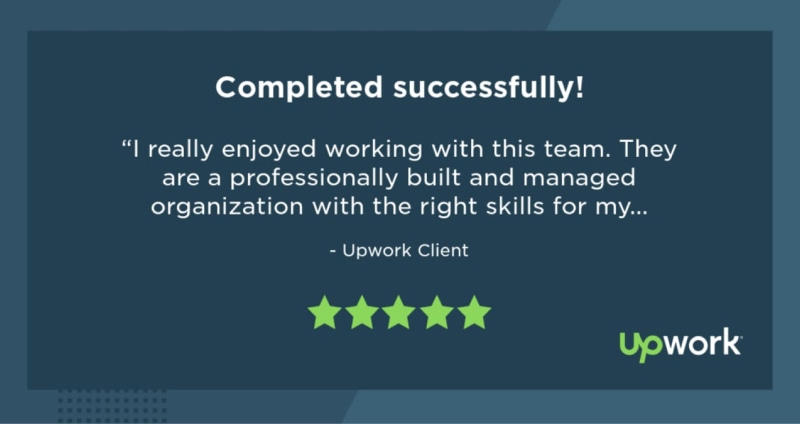 Completed successfully!
“I really enjoyed working with this team. They
are a professionally built and managed
organization with the right skills for my...
- Upwork Client
upwork